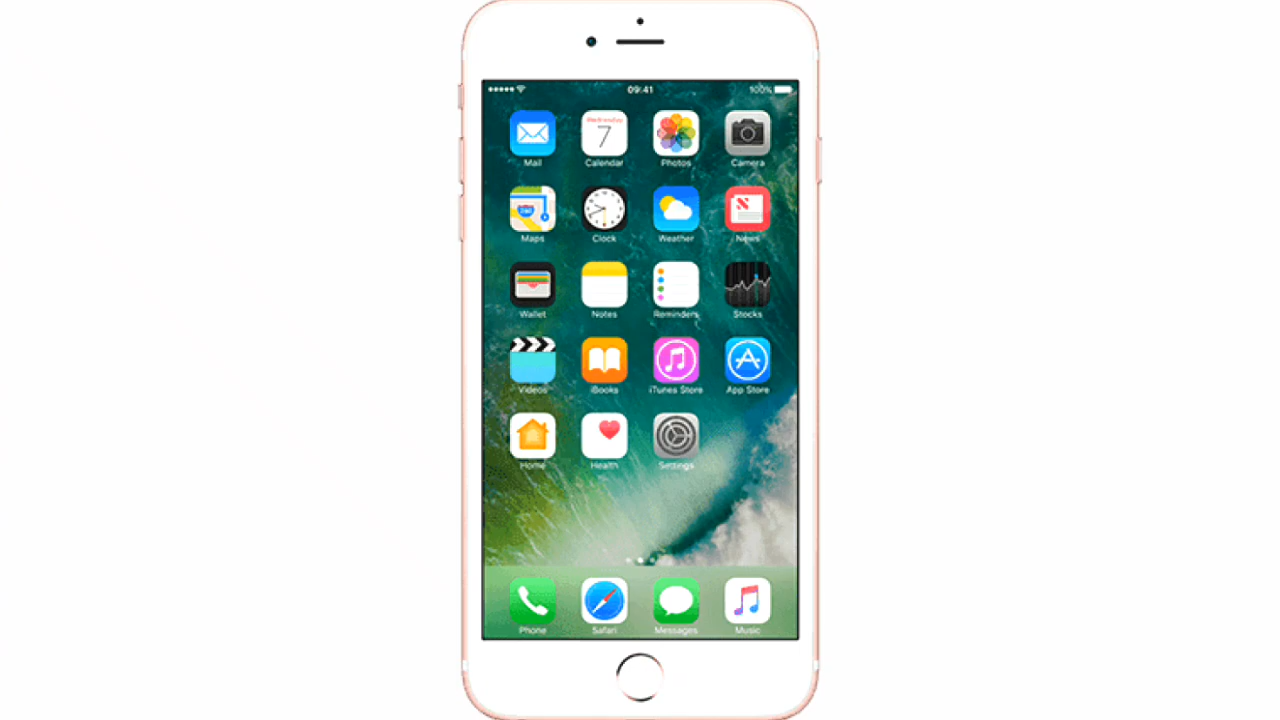 09:41 100%
Wednesday
7
Mail Calendar Photos Camera
280
Maps Clock Weather News
Wallet Notes Reminders Stocks
Videos iBooks iTunes Store App Store
Home Health Settings
Phone Safari Messages Music